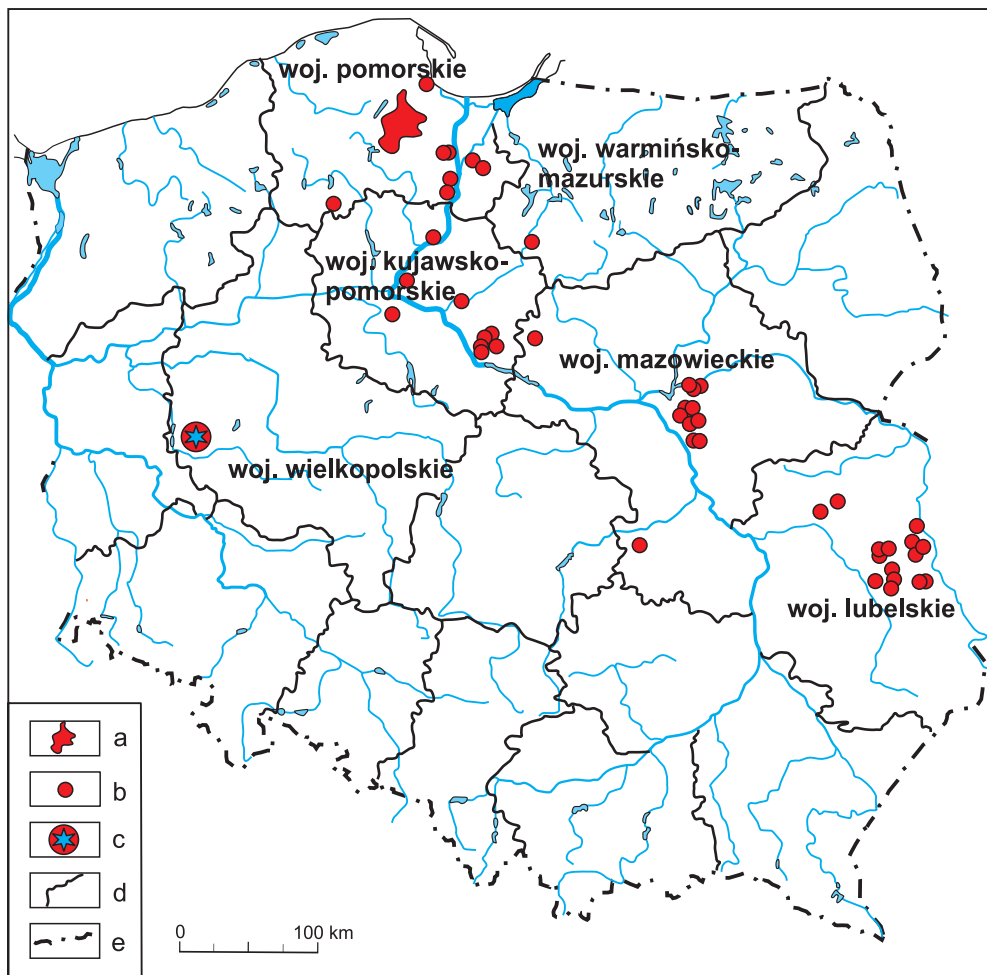 woj. pomorskie
woj. warmińsko-
mazurskie
woj. kujawsko-
pomorskie
woj. mazowieckie
woj. wielkopolskie
woj. lubelskie
a
b
c
d
e
0 100 km